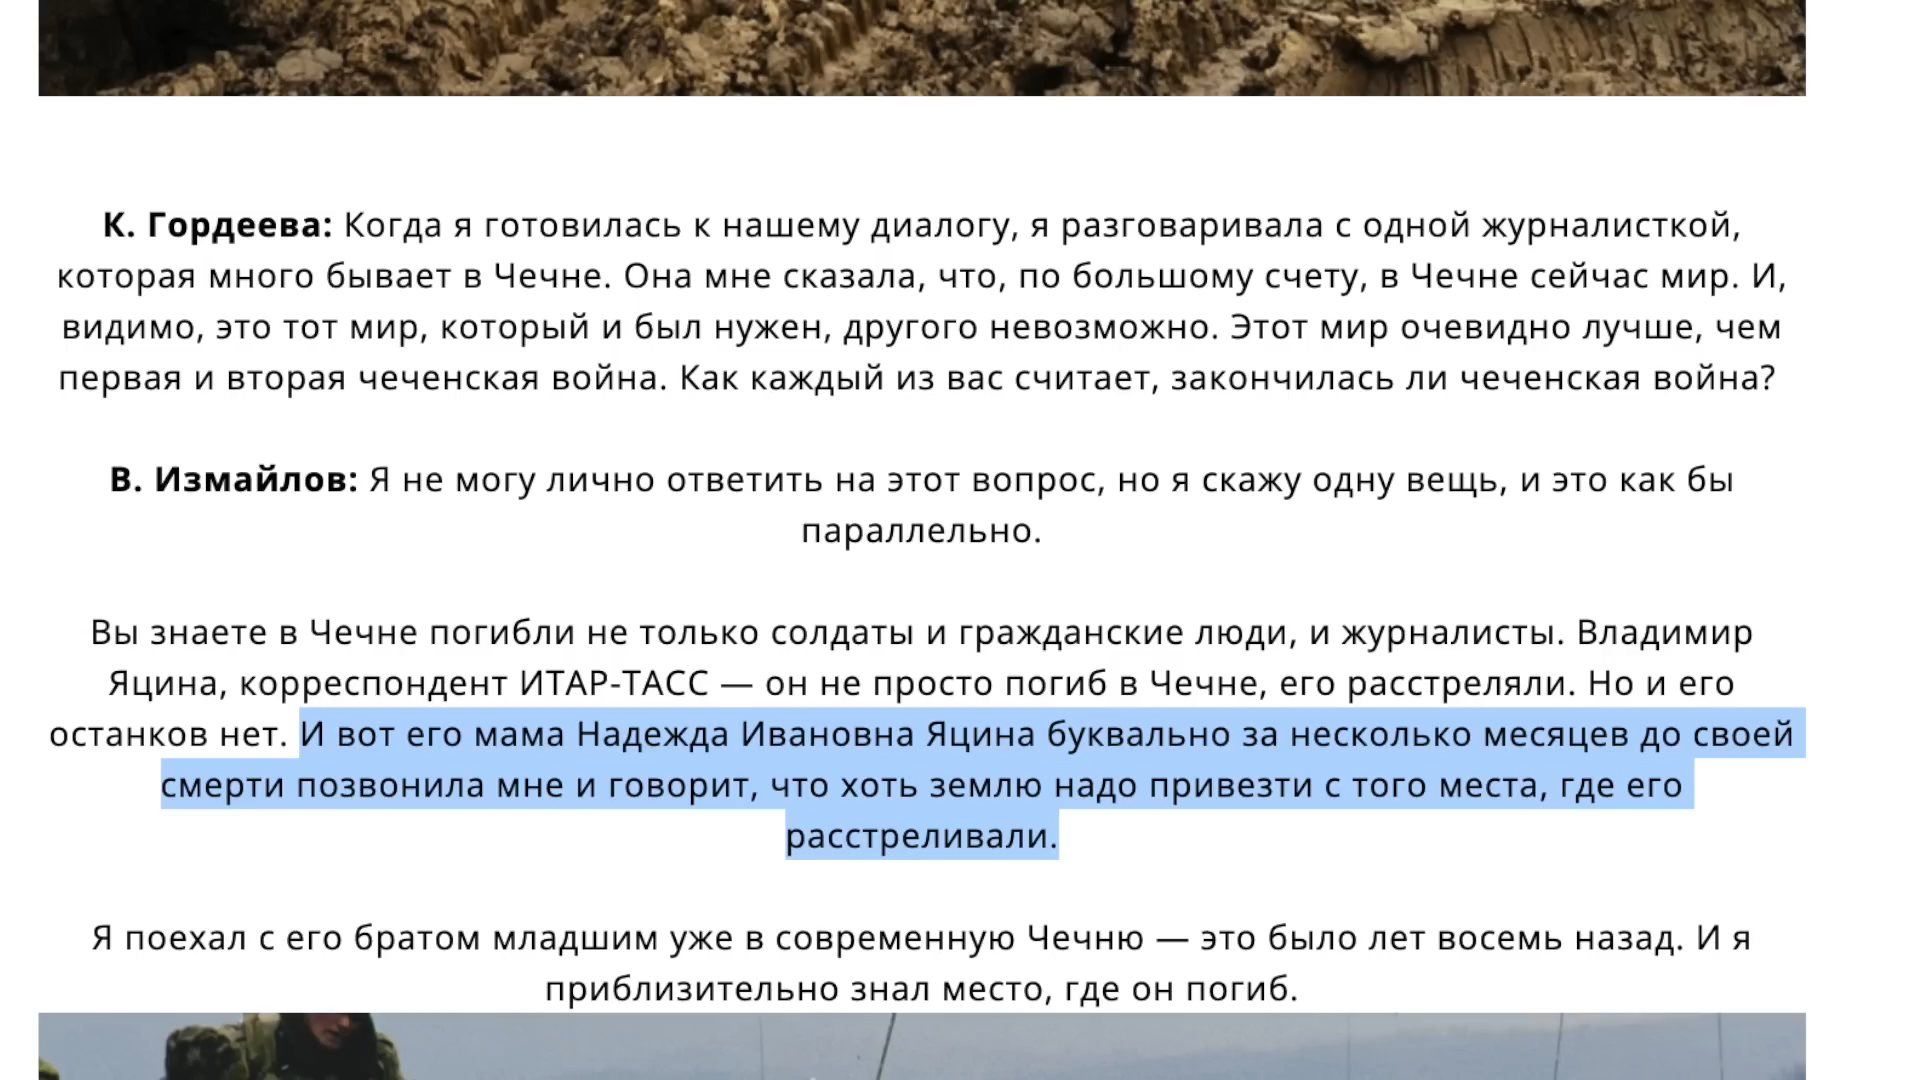 К. Гордеева: Когда я готовилась к нашему диалогу, я разговаривала с одной журналисткой,
которая много бывает в Чечне. Она мне сказала, что, по большому счету, в Чечне сейчас мир. И,
видимо, это тот мир, который и был нужен, другого невозможно. Этот мир очевидно лучше, чем
первая и вторая чеченская война. Как каждый из вас считает, закончилась ли чеченская война?
В. Измайлов: Я не могу лично ответить на этот вопрос, но я скажу одну вещь, и это как бы
параллельно.
Вы знаете в Чечне погибли не только солдаты и гражданские люди, и журналисты. Владимир
Яцина, корреспондент ИТАР-ТАСС — он не просто погиб в Чечне, его расстреляли. Но и его
останков нет. И вот его мама Надежда Ивановна Яцина буквально за несколько месяцев до своей
смерти позвонила мне и говорит, что хоть землю надо привезти с того места, где его
расстреливали.
Я поехал с его братом младшим уже в современную Чечню — это было лет восемь назад. И я
приблизительно знал место, где он погиб.